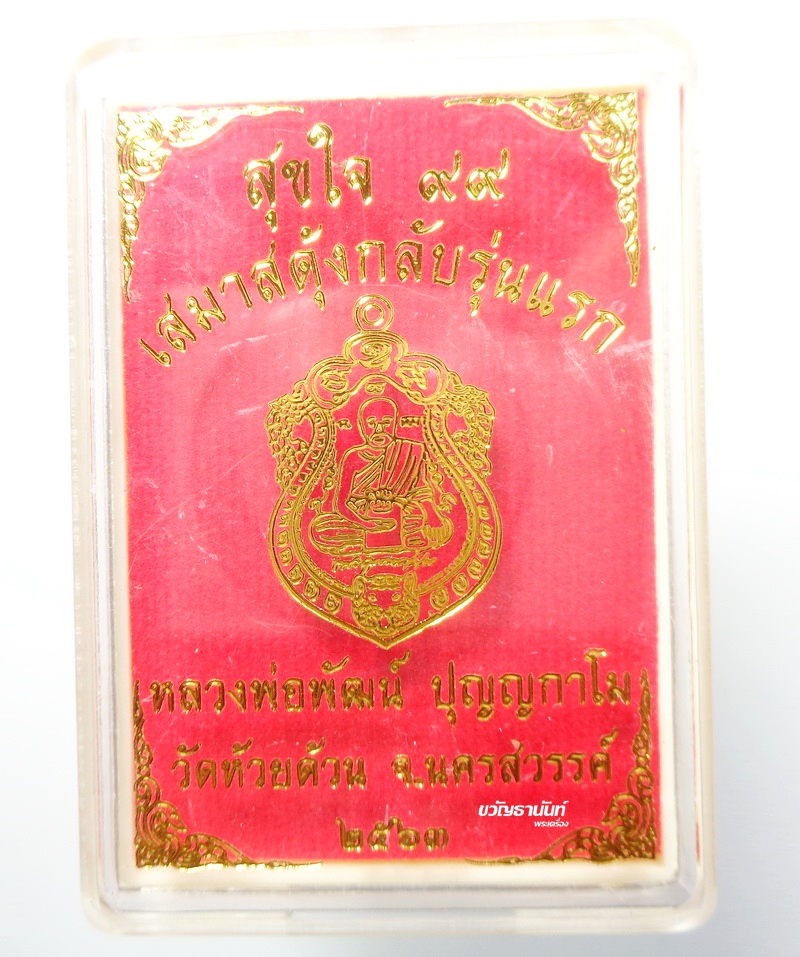 สุขใจ ๙๙
เสมาสดุ้งกลับรุ่นแรก
หลวงพ่อพัฒน์ ปุญญกาโม
วัดห้วยด้วน จ.นครสวรรค์
ขวัญธานันท์
พระเครื่อง
๒๕๖๓